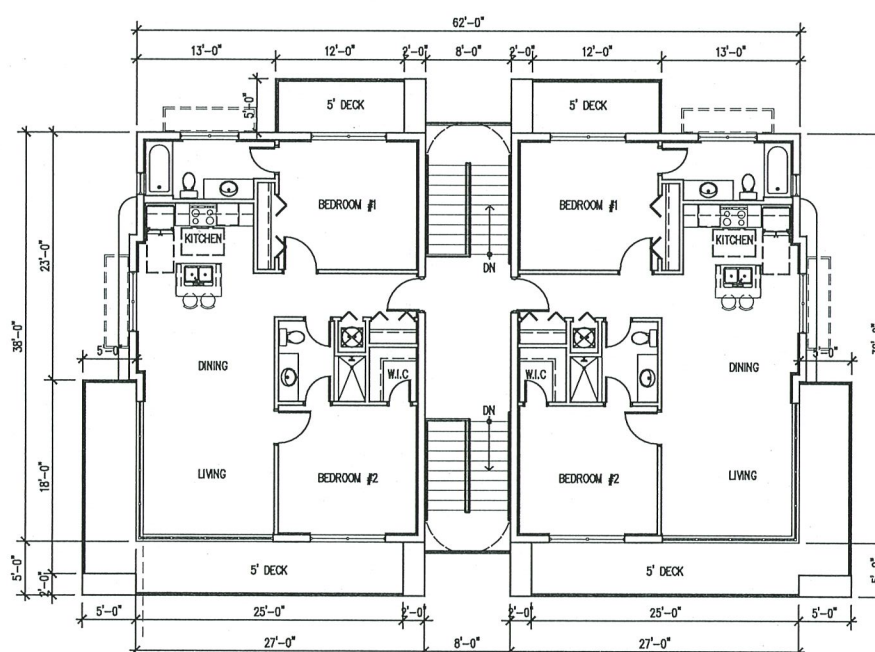 62'-0"
13'-0" 12'-0" 2'-0" 8'-0" 2'-0" 12'-0" 13'-0"
5'-0"
5' DECK 5' DECK
BEDROOM #1 BEDROOM #1
KITCHEN KITCHEN
23'-0"
DN
38'-0"
5'-0" 5'-0"
DINING DINING
W.I.C W.I.C
DN
18'-0"
LIVING BEDROOM #2 BEDROOM #2 LIVING
5'-0" 5' DECK 5' DECK
2'-0"
5'-0" 25'-0" 2'-0" 2'-0" 25'-0" 5'-0"
27'-0" 8'-0" 27'-0"